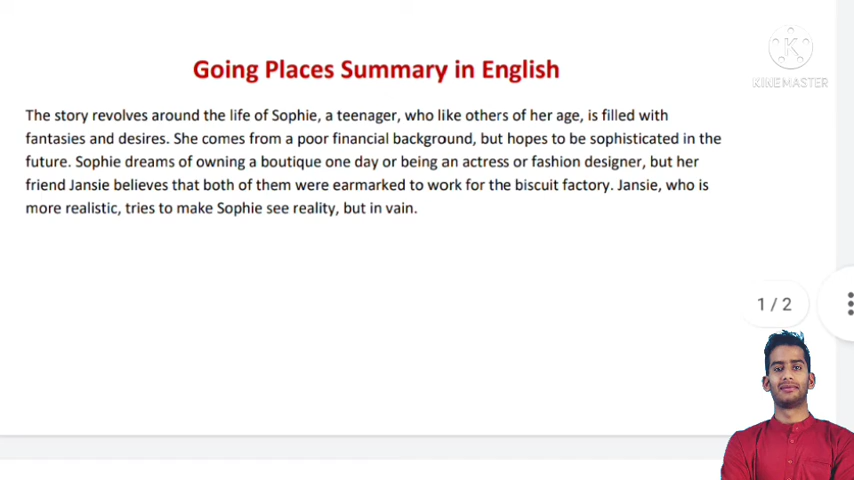 Going Places Summary in English
KINEMASTER
The story revolves around the life of Sophie, a teenager, who like others of her age, is filled with
fantasies and desires. She comes from a poor financial background, but hopes to be sophisticated in the
future. Sophie dreams of owning a boutique one day or being an actress or fashion designer, but her
friend Jansie believes that both of them were earmarked to work for the biscuit factory. Jansie, who is
more realistic, tries to make Sophie see reality, but in vain.
1 / 2